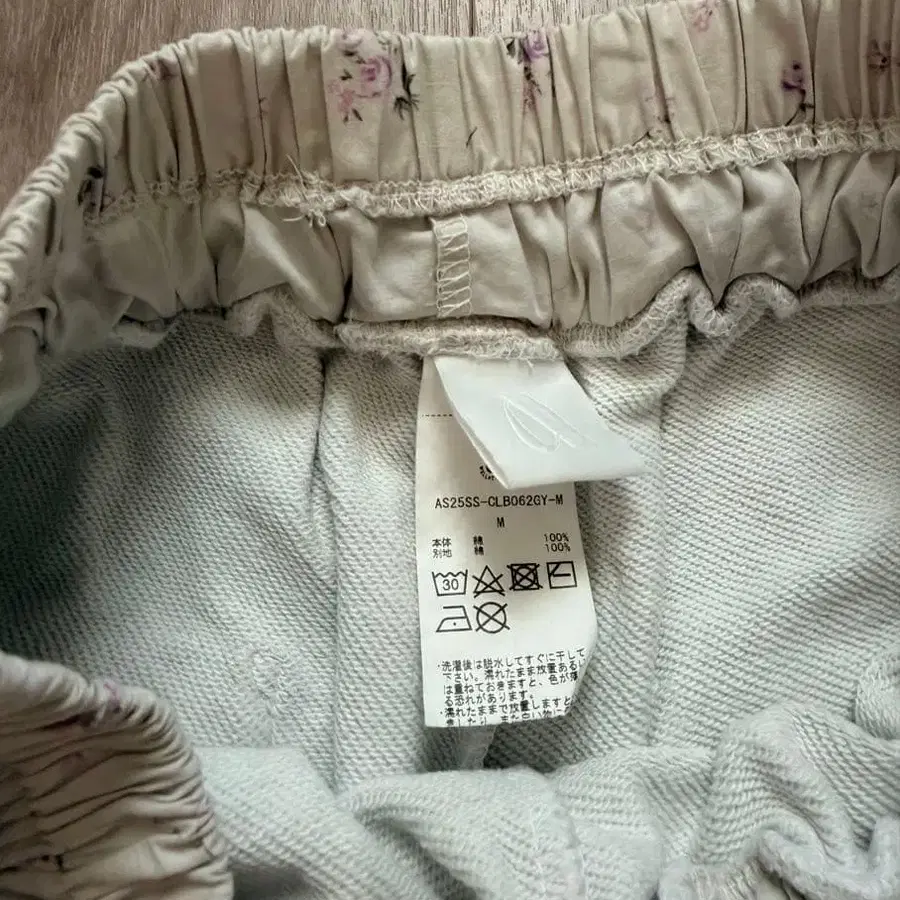 AS25SS-CLB062GY-M
M
本体 綿 100%
別地 綿 100%
30
・洗濯後は脱水してすぐに干して
下さい。濡れたまま放置あるい
は重ねておきますと、色が落
る恐れがあります。
・濡れたままで放置しますと